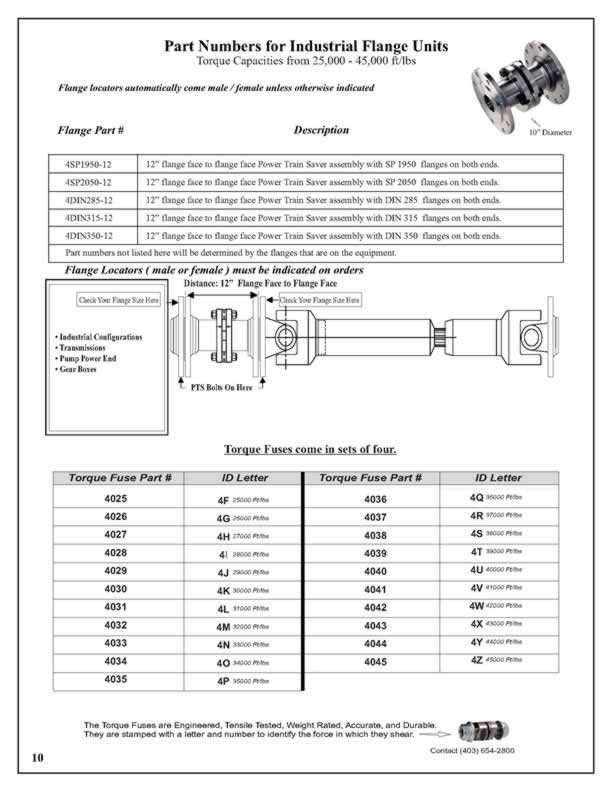 Part Numbers for Industrial Flange Units
Torque Capacities from 25,000 - 45,000 ft/lbs
Flange locators automatically come male / female unless otherwise indicated
10" Diameter
Flange Part # Description
4SP1950-12 12" flange face to flange face Power Train Saver assembly with SP 1950 flanges on both ends.
4SP2050-12 12" flange face to flange face Power Train Saver assembly with SP 2050 flanges on both ends.
4DIN285-12 12" flange face to flange face Power Train Saver assembly with DIN 285 flanges on both ends.
4DIN315-12 12" flange face to flange face Power Train Saver assembly with DIN 315 flanges on both ends.
4DIN350-12 12" flange face to flange face Power Train Saver assembly with DIN 350 flanges on both ends.
Part numbers not listed here will be determined by the flanges that are on the equipment.
Flange Locators ( male or female ) must be indicated on orders
Distance: 12" Flange Face to Flange Face
Check Your Flange Size Here
Check Your Flange Size Here
• Industrial Configurations
• Transmissions
• Pump Power End
• Gear Boxes
PTS Bolts On Here
Torque Fuses come in sets of four.
Torque Fuse Part # ID Letter Torque Fuse Part # ID Letter
4025 4F 25000 Ft/lbs 4036 4Q 36000 Ft/lbs
4026 4G 26000 Ft/lbs 4037 4R 37000 Ft/lbs
4027 4H 27000 Ft/lbs 4038 4S 38000 Ft/lbs
4028 4I 28000 Ft/lbs 4039 4T 39000 Ft/lbs
4029 4J 29000 Ft/lbs 4040 4U 40000 Ft/lbs
4030 4K 30000 Ft/lbs 4041 4V 41000 Ft/lbs
4031 4L 31000 Ft/lbs 4042 4W 42000 Ft/lbs
4032 4M 32000 Ft/lbs 4043 4X 43000 Ft/lbs
4033 4N 33000 Ft/lbs 4044 4Y 44000 Ft/lbs
4034 4O 34000 Ft/lbs 4045 4Z 45000 Ft/lbs
4035 4P 35000 Ft/lbs
The Torque Fuses are Engineered, Tensile Tested, Weight Rated, Accurate, and Durable.
They are stamped with a letter and number to identify the force in which they shear.
Contact (403) 654-2800
10